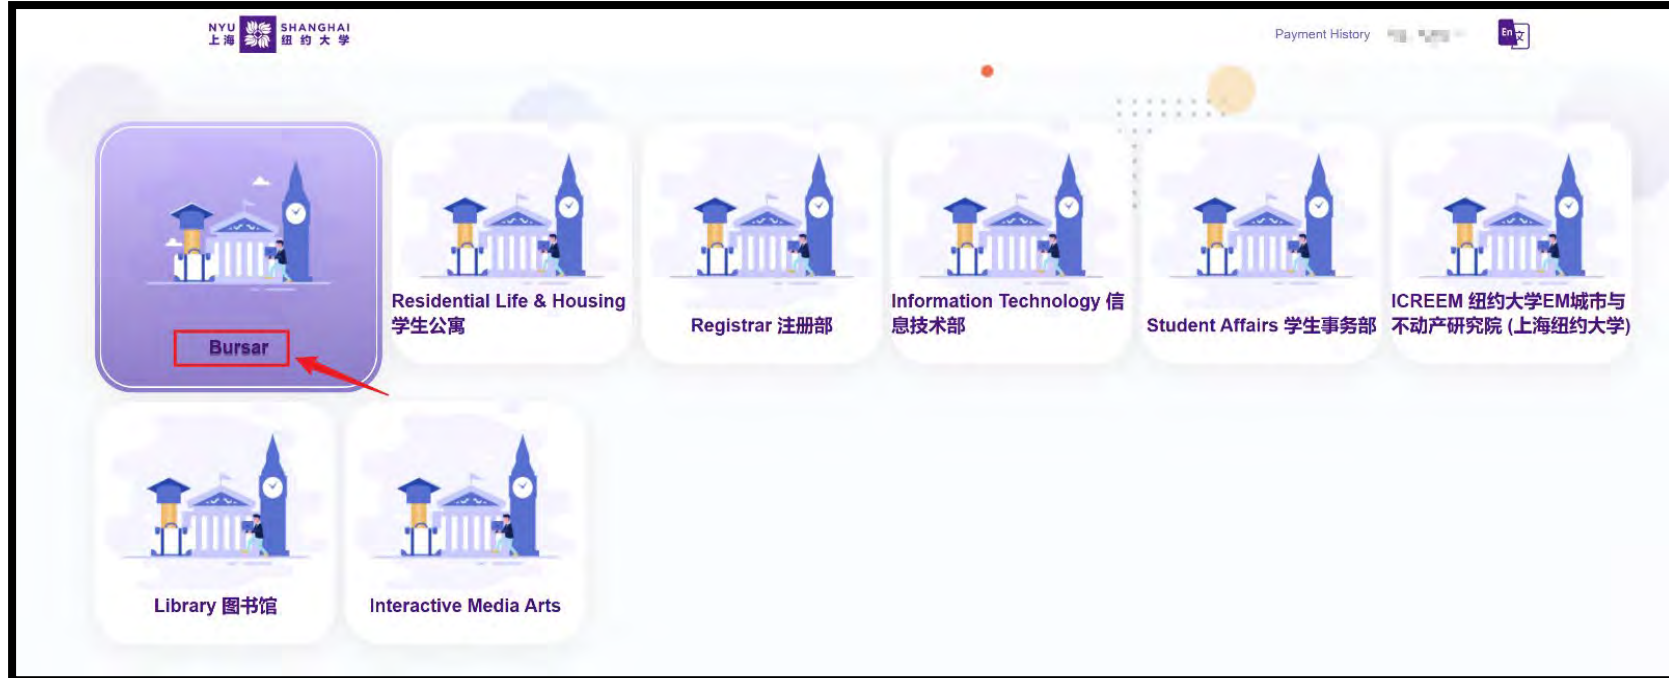 NYU SHANGHAI
上海 纽约大学
Payment History
En文
Bursar
Residential Life & Housing
学生公寓
Registrar 注册部
Information Technology 信
息技术部
Student Affairs 学生事务部
ICREEM 纽约大学EM城市与
不动产研究院 (上海纽约大学)
Library 图书馆
Interactive Media Arts